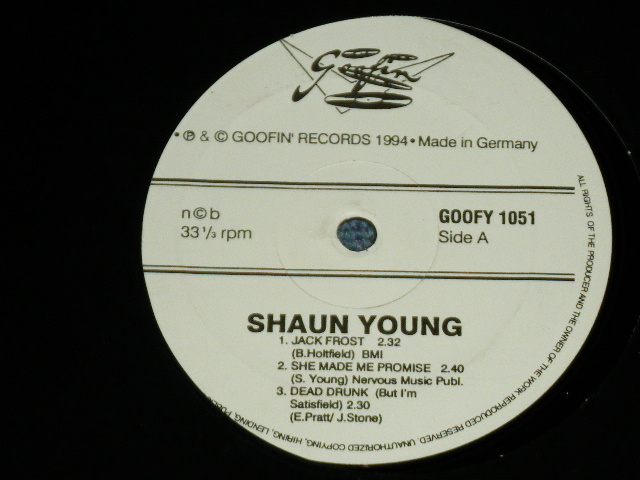 Goofin
• ℗ & © GOOFIN' RECORDS 1994 • Made in Germany
n©b
33 1/3 rpm
GOOFY 1051
Side A
SHAUN YOUNG
1. JACK FROST 2.32
(B.Holtfield) BMI
2. SHE MADE ME PROMISE 2.40
(S. Young) Nervous Music Publ.
3. DEAD DRUNK (But I'm
Satisfield) 2.30
(E.Pratt/ J.Stone)
ALL RIGHTS OF THE PRODUCER AND THE OWNER OF THE WORK REPRODUCED RESERVED. UNAUTHORIZED COPYING, HIRING, LENDING,